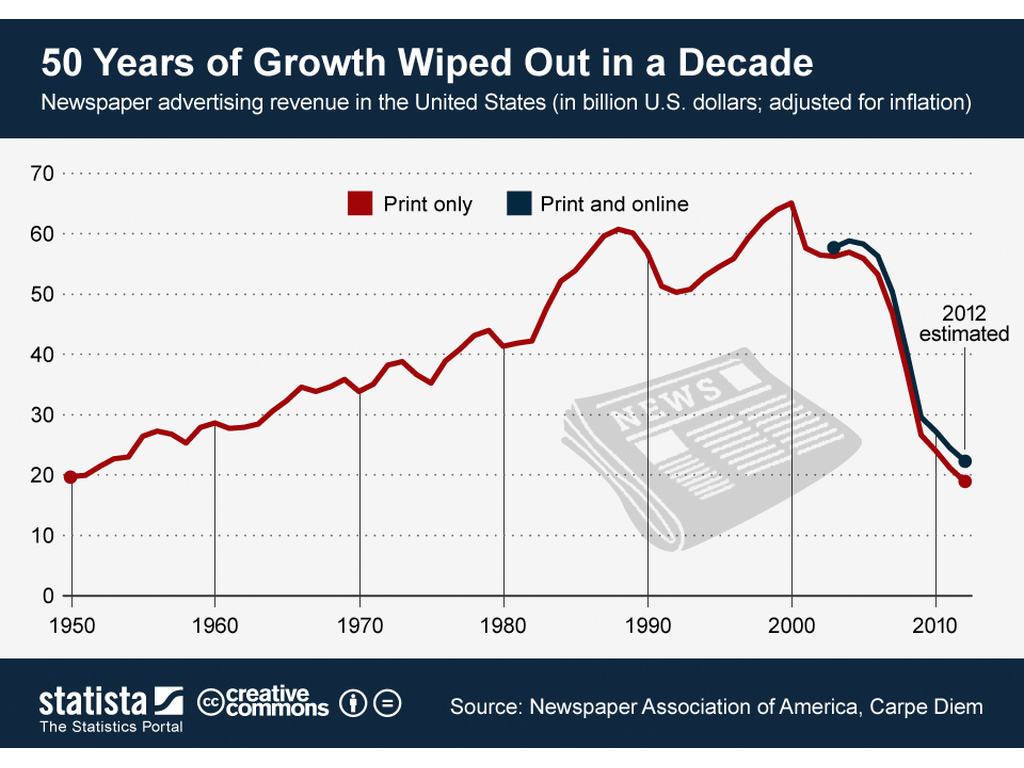 50 Years of Growth Wiped Out in a Decade
Newspaper advertising revenue in the United States (in billion U.S. dollars; adjusted for inflation)
70
Print only
Print and online
60
50
2012
estimated
40
30
NEWS
20
10
0
1950
1960
1970
1980
1990
2000
2010
statista
The Statistics Portal
cc creative
commons
Source: Newspaper Association of America, Carpe Diem